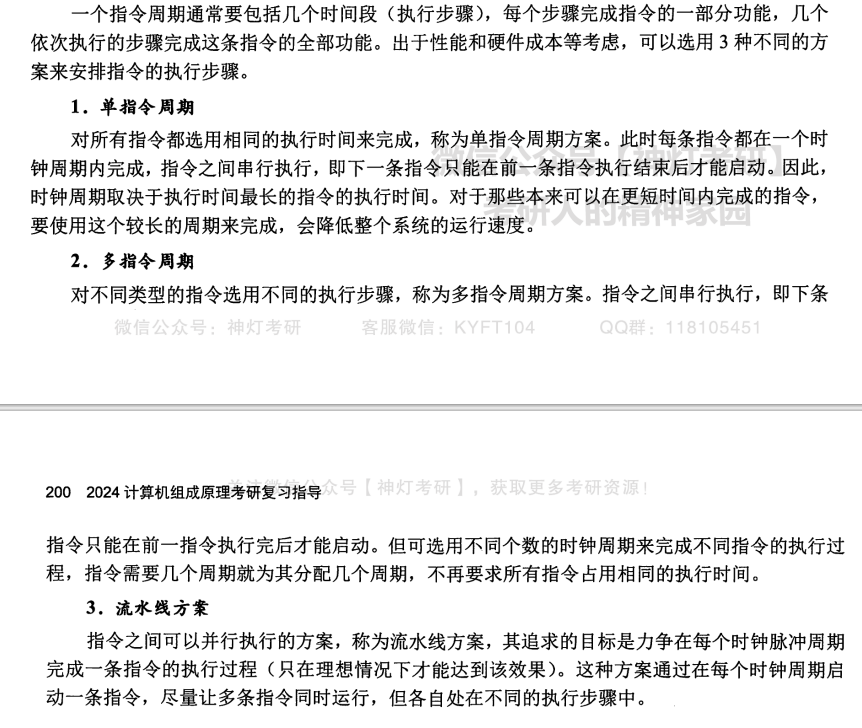 一个指令周期通常要包括几个时间段（执行步骤），每个步骤完成指令的一部分功能，几个
依次执行的步骤完成这条指令的全部功能。出于性能和硬件成本等考虑，可以选用 3 种不同的方
案来安排指令的执行步骤。
1．单指令周期
对所有指令都选用相同的执行时间来完成，称为单指令周期方案。此时每条指令都在一个时
钟周期内完成，指令之间串行执行，即下一条指令只能在前一条指令执行结束后才能启动。因此，
时钟周期取决于执行时间最长的指令的执行时间。对于那些本来可以在更短时间内完成的指令，
要使用这个较长的周期来完成，会降低整个系统的运行速度。
微信公众号【神灯考研】
考研人的精神家园
2．多指令周期
对不同类型的指令选用不同的执行步骤，称为多指令周期方案。指令之间串行执行，即下条
微信公众号：神灯考研 客服微信：KYFT104 QQ群：118105451
200 2024 计算机组成原理考研复习指导
关注微信公众号【神灯考研】，获取更多考研资源！
指令只能在前一指令执行完后才能启动。但可选用不同个数的时钟周期来完成不同指令的执行过
程，指令需要几个周期就为其分配几个周期，不再要求所有指令占用相同的执行时间。
3．流水线方案
指令之间可以并行执行的方案，称为流水线方案，其追求的目标是力争在每个时钟脉冲周期
完成一条指令的执行过程（只在理想情况下才能达到该效果）。这种方案通过在每个时钟周期启
动一条指令，尽量让多条指令同时运行，但各自处在不同的执行步骤中。